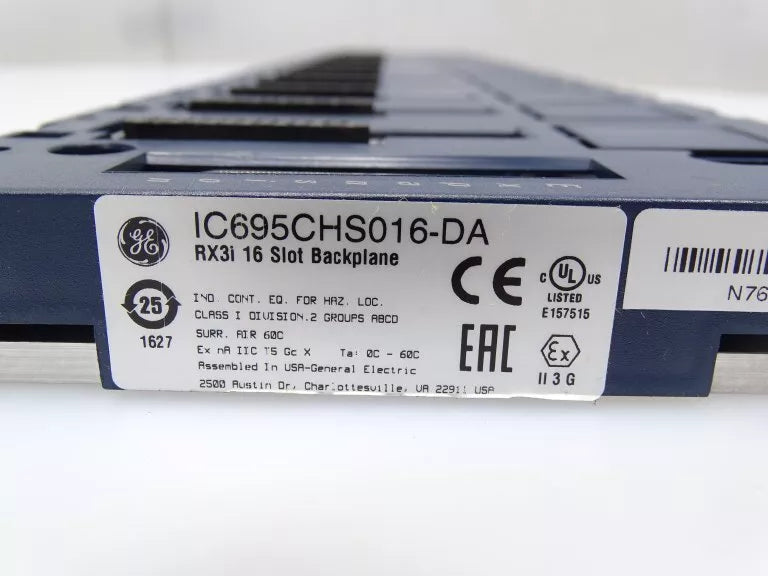 GE
IC695CHS016-DA
RX3i 16 Slot Backplane
25
1627
IND. CONT. EQ. FOR HAZ. LOC.
CLASS I DIVISION.2 GROUPS ABCD
SURR. AIR 60C
Ex nA IIC T5 Gc X Ta: 0C - 60C
Assembled In USA-General Electric
2500 Austin Dr, Charlottesville, VA 22911 USA
CE
C UL US
LISTED
E157515
EAC
Ex
II 3 G
N76